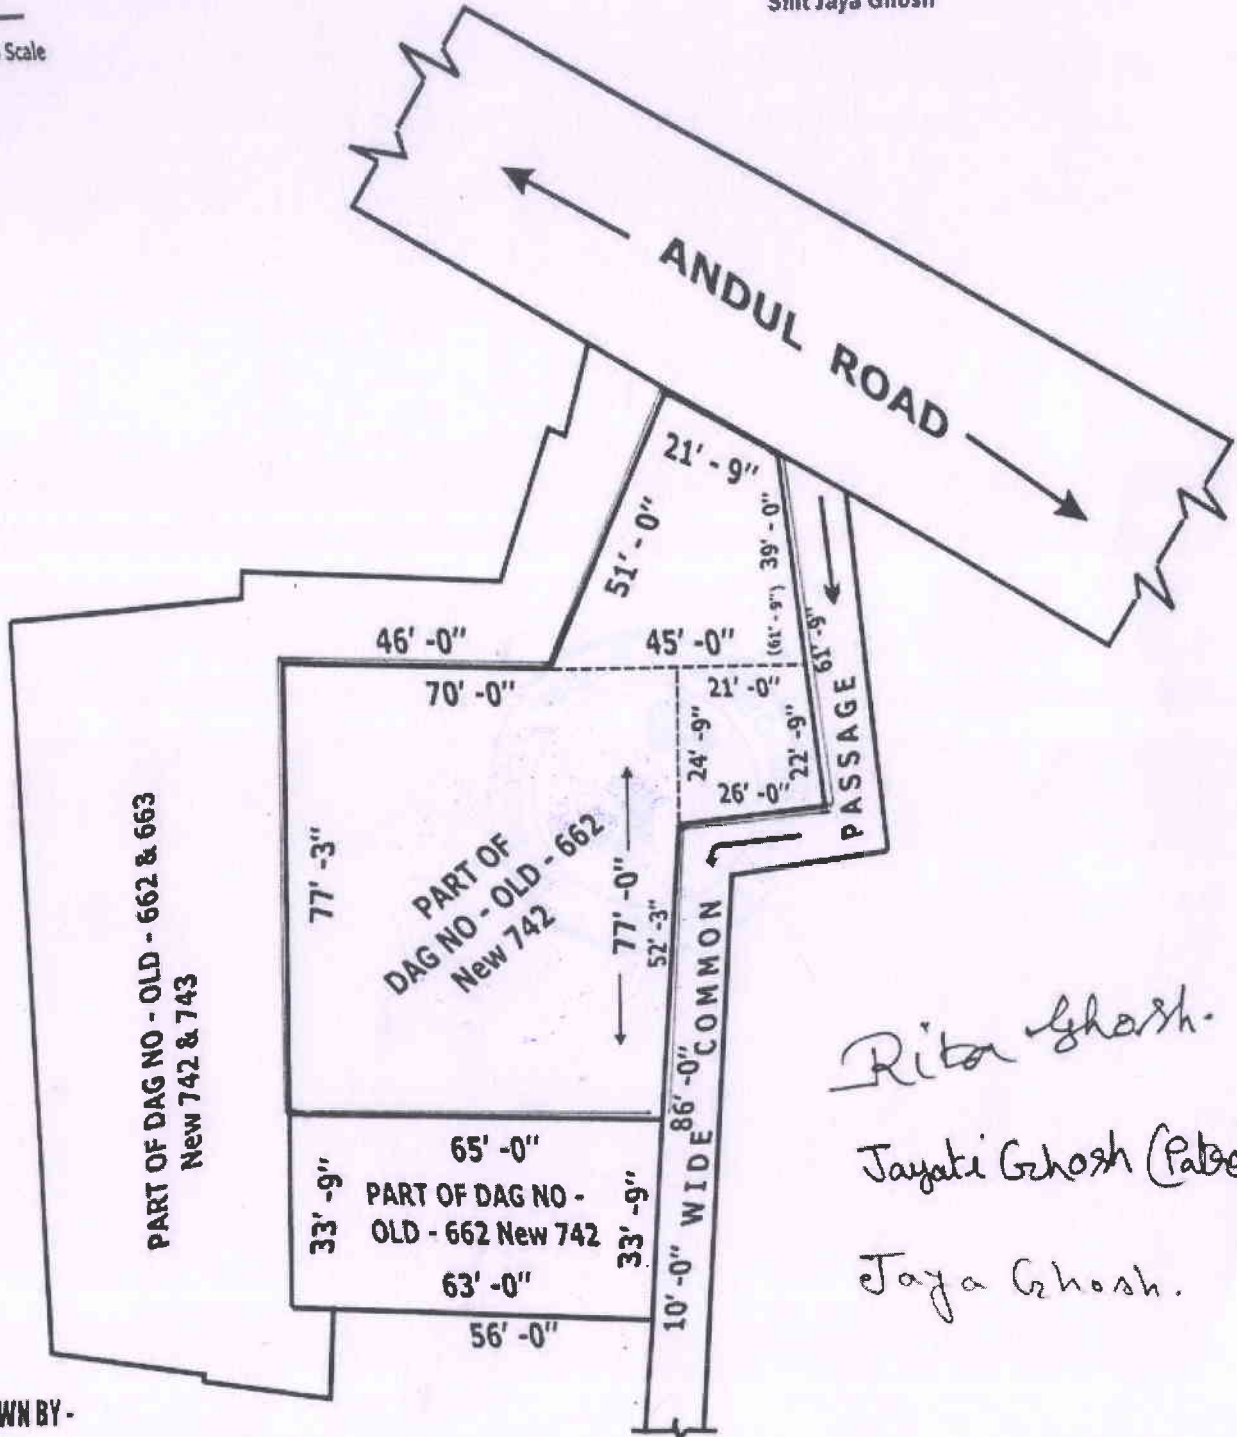 Scale
Smt Jaya Ghosh
ANDUL ROAD
21' - 9"
51' - 0"
39' - 0"
(61' - 9")
61' -9"
46' -0"
45' -0"
70' -0"
21' -0"
24' -9"
22' -9"
26' -0"
PASSAGE
PART OF DAG NO - OLD - 662 & 663
New 742 & 743
77' -3"
PART OF
DAG NO - OLD - 662
New 742
77' -0"
52' -3"
10' -0" WIDE COMMON
86' -0"
65' -0"
33' -9"
PART OF DAG NO -
OLD - 662 New 742
33' -9"
63' -0"
56' -0"
Rita Ghosh.
Jayati Ghosh
Jaya Ghosh.
WN BY -